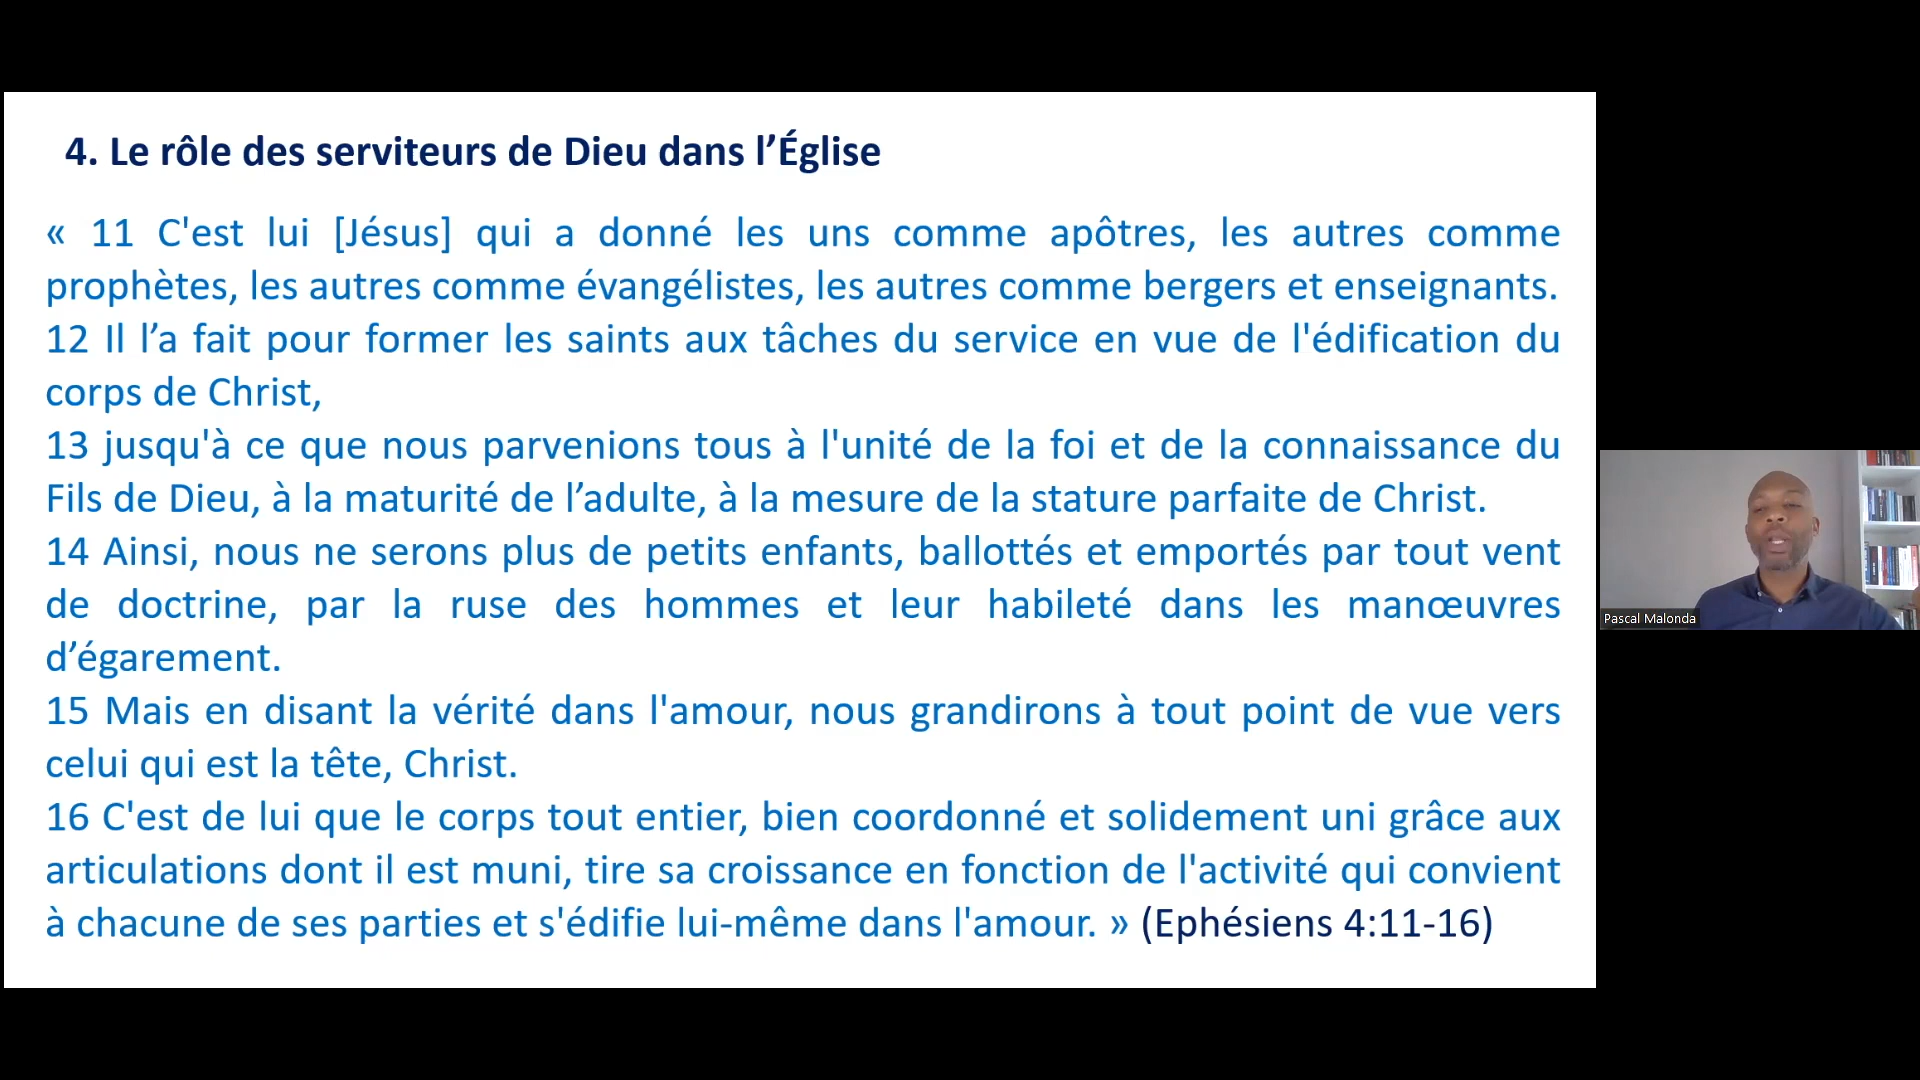 4. Le rôle des serviteurs de Dieu dans l’Église
« 11 C'est lui [Jésus] qui a donné les uns comme apôtres, les autres comme
prophètes, les autres comme évangélistes, les autres comme bergers et enseignants.
12 Il l’a fait pour former les saints aux tâches du service en vue de l'édification du
corps de Christ,
13 jusqu'à ce que nous parvenions tous à l'unité de la foi et de la connaissance du
Fils de Dieu, à la maturité de l’adulte, à la mesure de la stature parfaite de Christ.
14 Ainsi, nous ne serons plus de petits enfants, ballottés et emportés par tout vent
de doctrine, par la ruse des hommes et leur habileté dans les manœuvres
d’égarement.
15 Mais en disant la vérité dans l'amour, nous grandirons à tout point de vue vers
celui qui est la tête, Christ.
16 C'est de lui que le corps tout entier, bien coordonné et solidement uni grâce aux
articulations dont il est muni, tire sa croissance en fonction de l'activité qui convient
à chacune de ses parties et s'édifie lui-même dans l'amour. » (Ephésiens 4:11-16)
Pascal Malonda